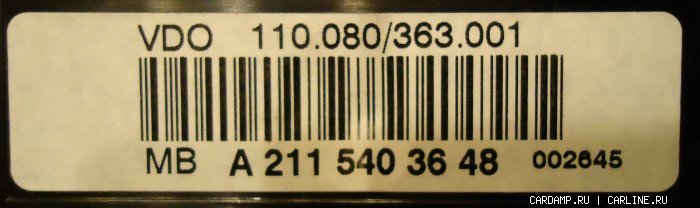 VDO 110.080/363.001
MB A 211 540 36 48 002645
CARDAMP.RU | CARLINE.RU